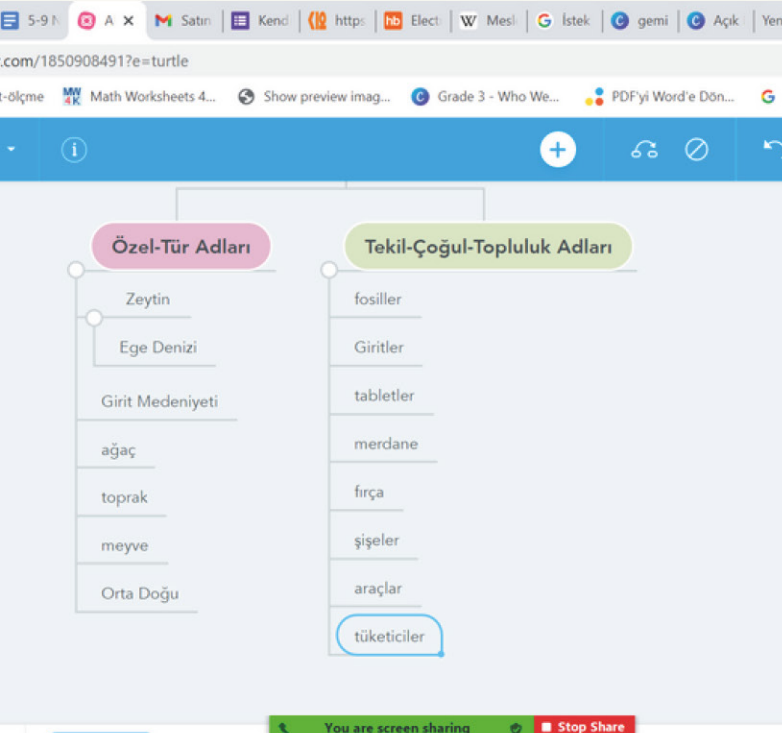 5-9 N
A
Satın
Kend
https
Elect
W Mesl
İstek
gemi
Açık
Yen
.com/1850908491?e=turtle
t-ölçme
MW 4K Math Worksheets 4...
Show preview imag...
Grade 3 - Who We...
PDF'yi Word'e Dön...
Özel-Tür Adları
Zeytin
Ege Denizi
Girit Medeniyeti
ağaç
toprak
meyve
Orta Doğu
Tekil-Çoğul-Topluluk Adları
fosiller
Giritler
tabletler
merdane
fırça
şişeler
araçlar
tüketiciler
You are screen sharing
Stop Share